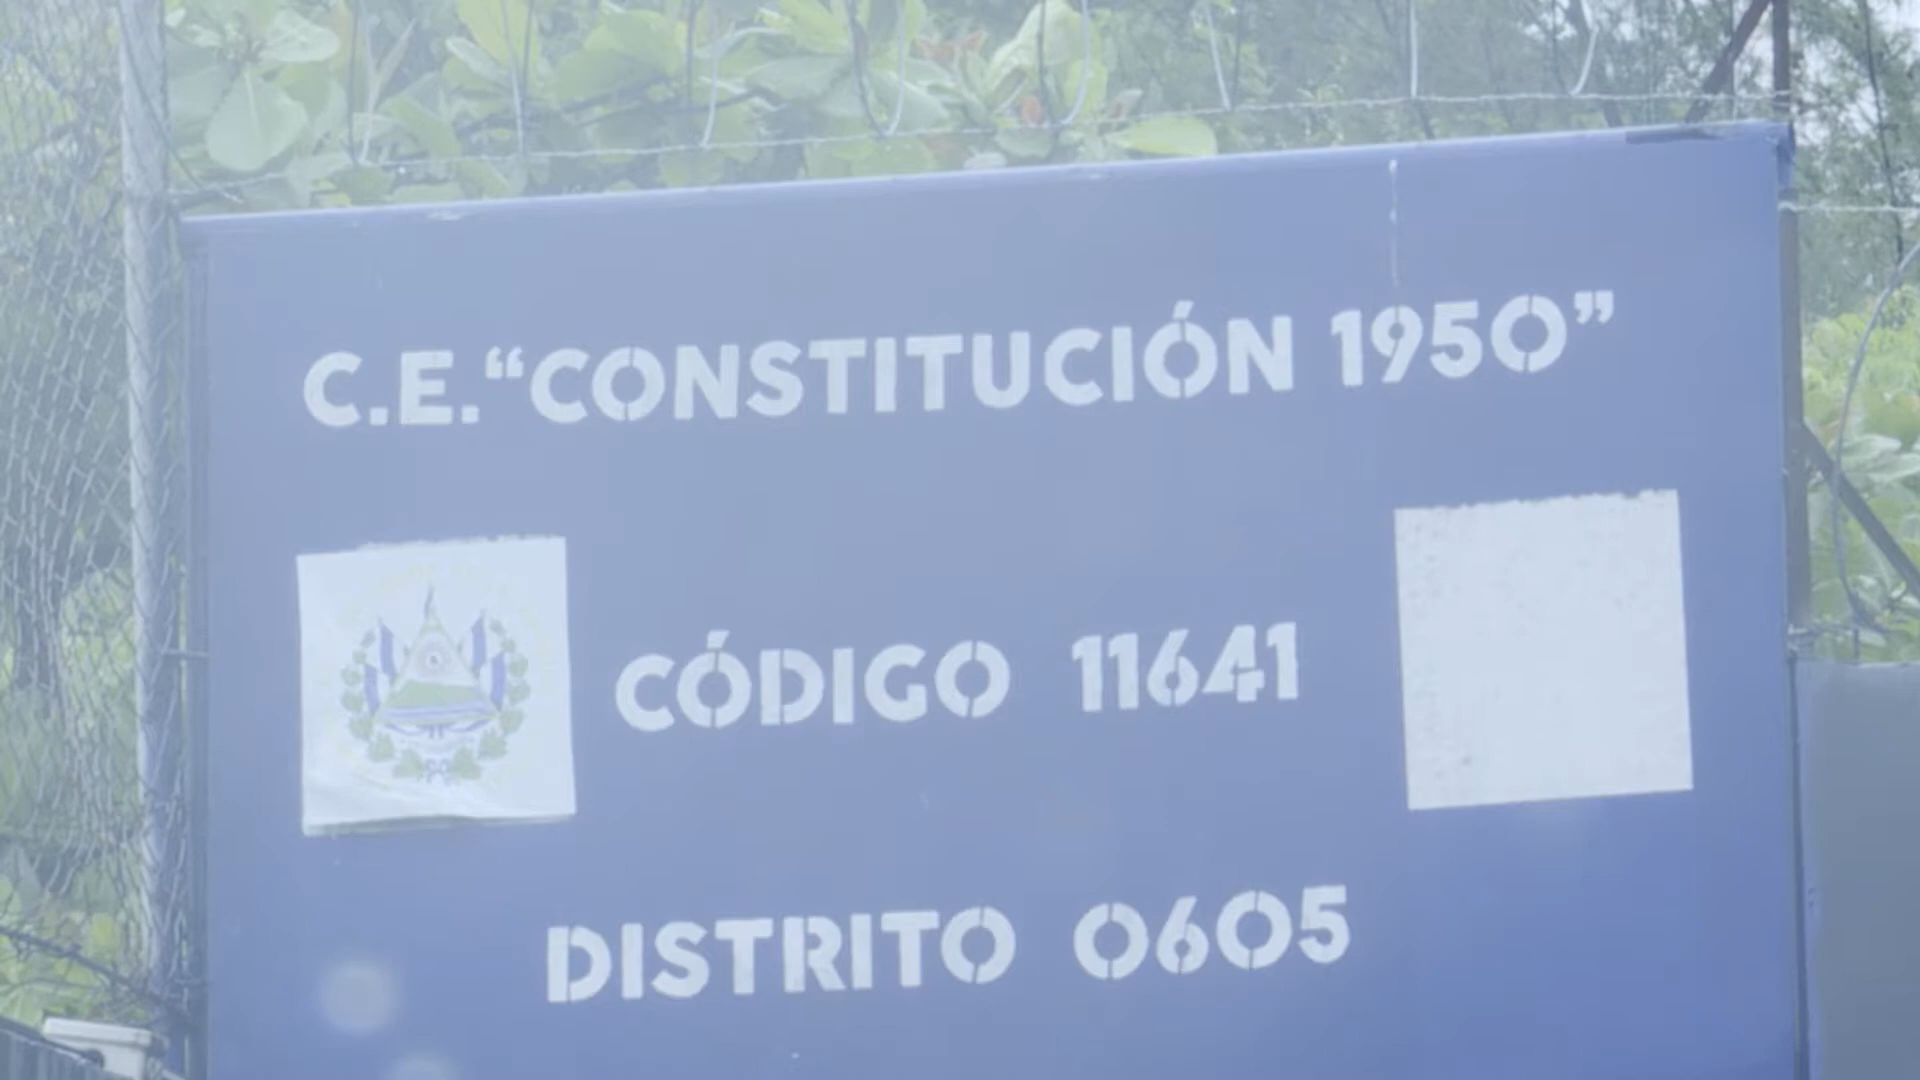 C.E. “CONSTITUCIÓN 1950”
CÓDIGO 11641
DISTRITO 0605